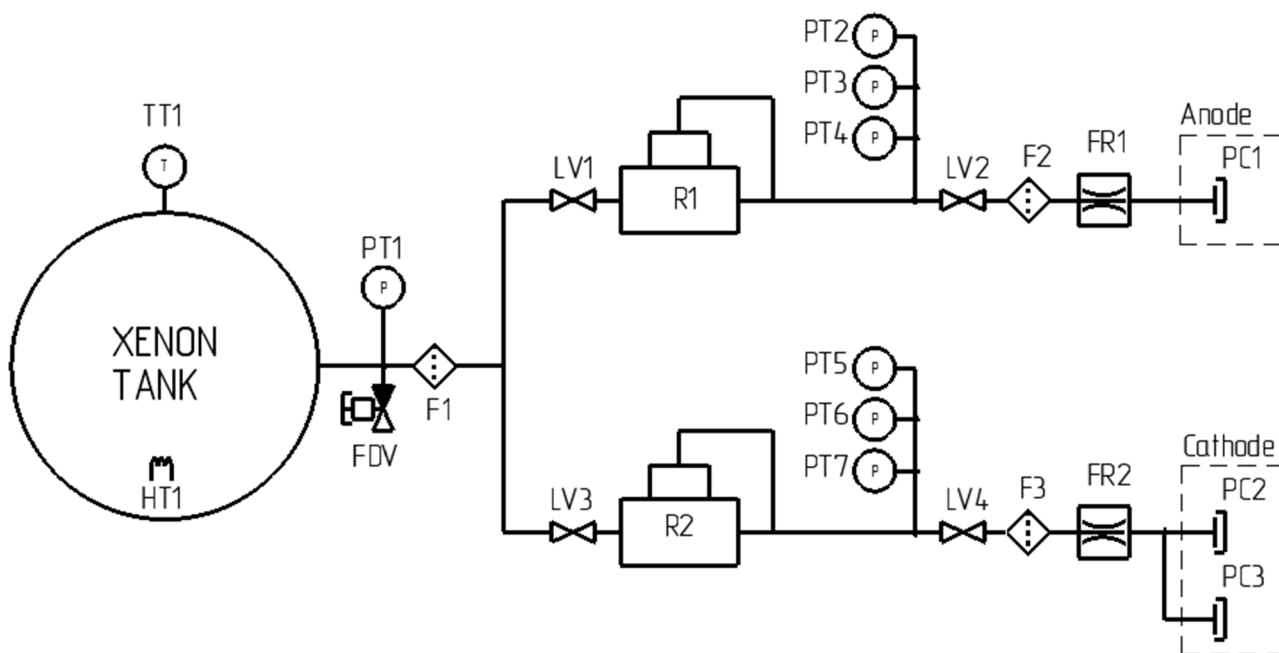 TT1
T
XENON
TANK
HT1
PT1
P
FDV
F1
LV1
R1
PT2
P
PT3
P
PT4
P
LV2
F2
FR1
Anode
PC1
LV3
R2
PT5
P
PT6
P
PT7
P
LV4
F3
FR2
Cathode
PC2
PC3